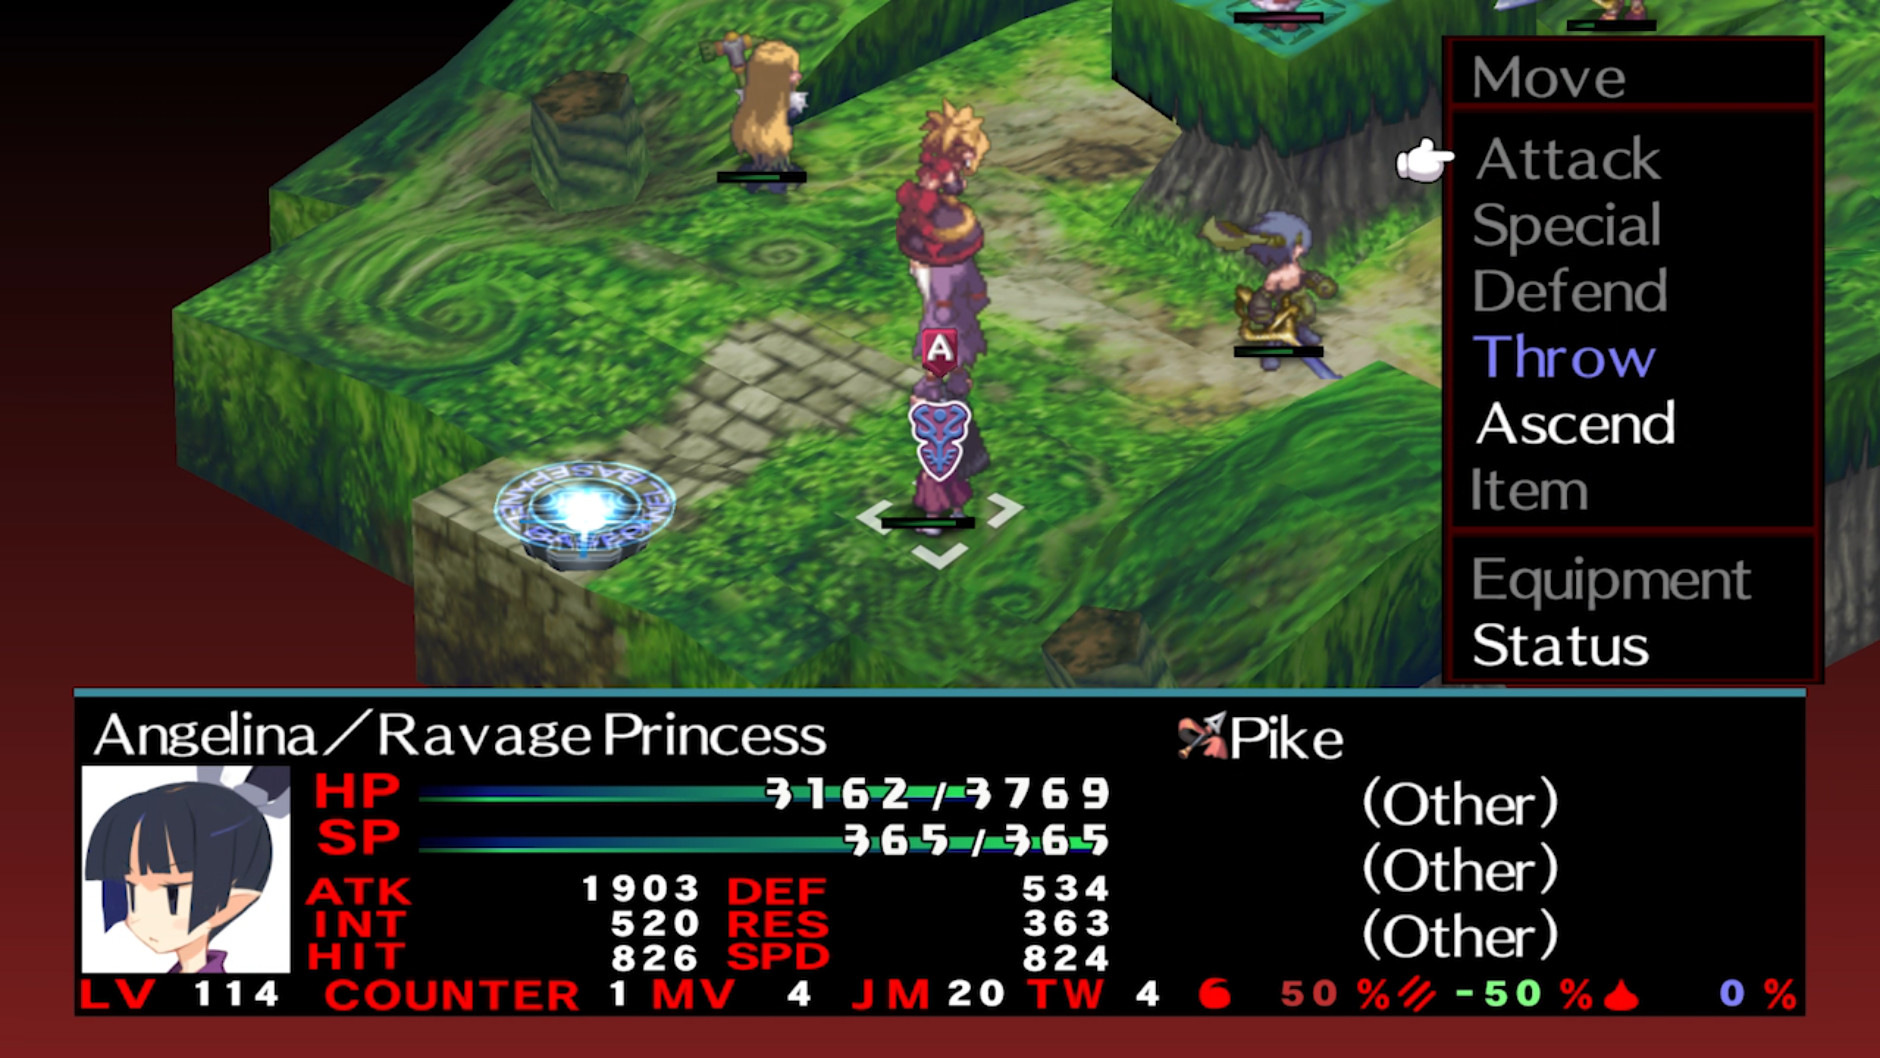 Move
Attack
Special
Defend
Throw
Ascend
Item
Equipment
Status
A
BASEPANEL
Angelina／Ravage Princess
Pike
HP 3162/3769
(Other)
SP 365/365
(Other)
ATK 1903 DEF 534
INT 520 RES 363
(Other)
HIT 826 SPD 824
LV 114 COUNTER 1 MV 4 JM 20 TW 4 50 % -50 % 0 %